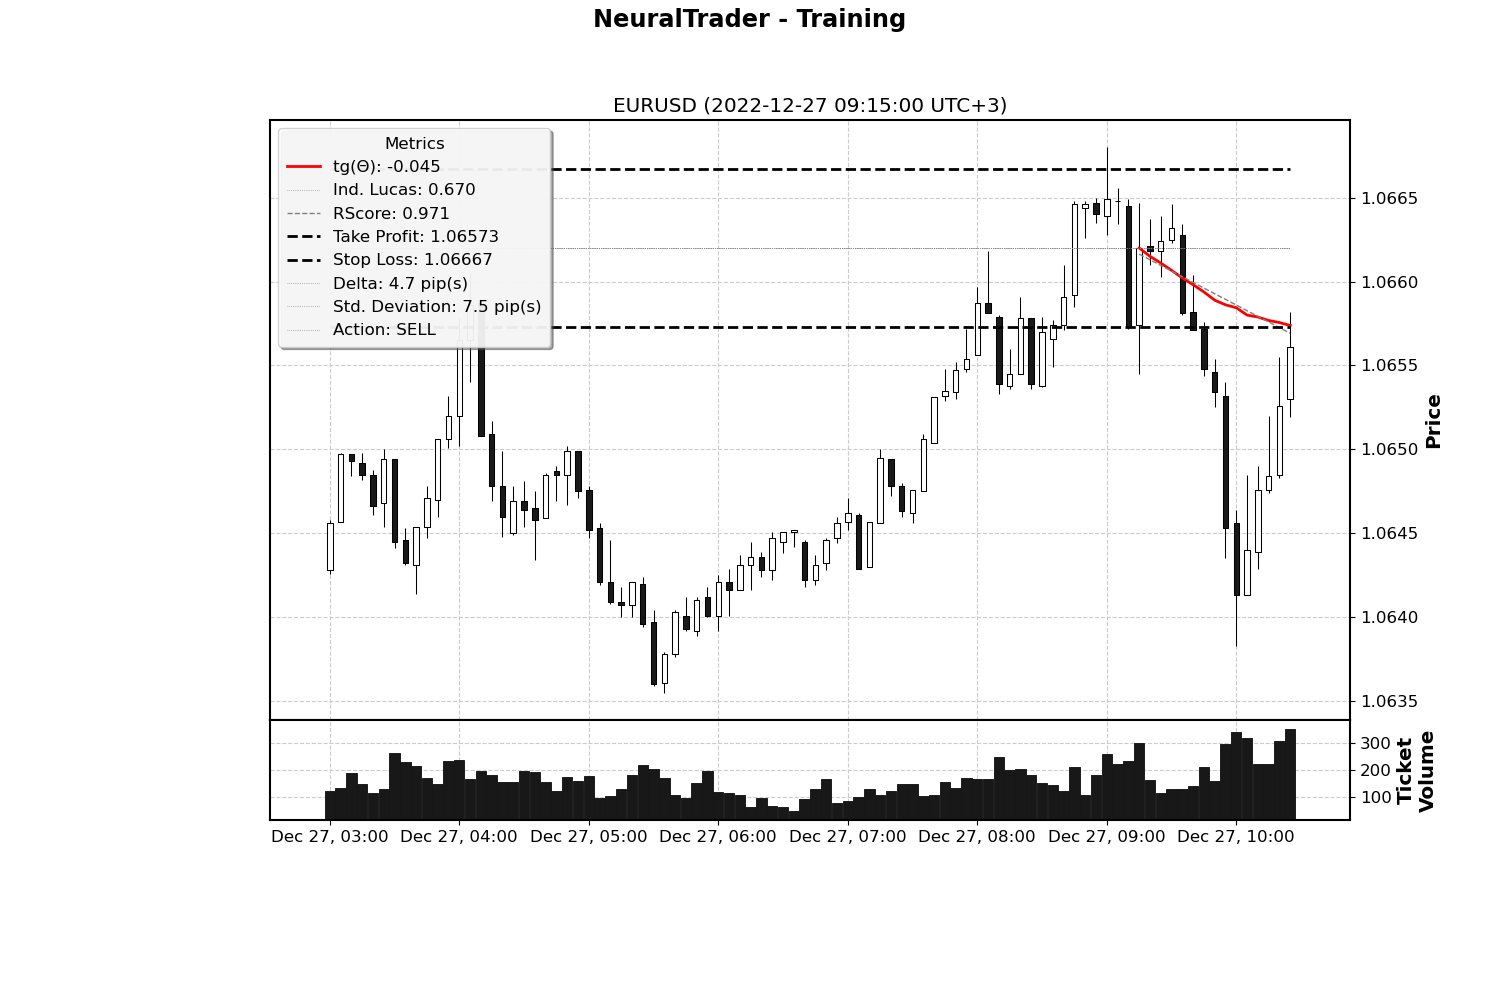 NeuralTrader - Training
EURUSD (2022-12-27 09:15:00 UTC+3)
Metrics
tg(Θ): -0.045
Ind. Lucas: 0.670
RScore: 0.971
Take Profit: 1.06573
Stop Loss: 1.06667
Delta: 4.7 pip(s)
Std. Deviation: 7.5 pip(s)
Action: SELL
1.0665
1.0660
1.0655
1.0650
1.0645
1.0640
1.0635
Price
300
200
100
Ticket
Volume
Dec 27, 03:00 Dec 27, 04:00 Dec 27, 05:00 Dec 27, 06:00 Dec 27, 07:00 Dec 27, 08:00 Dec 27, 09:00 Dec 27, 10:00